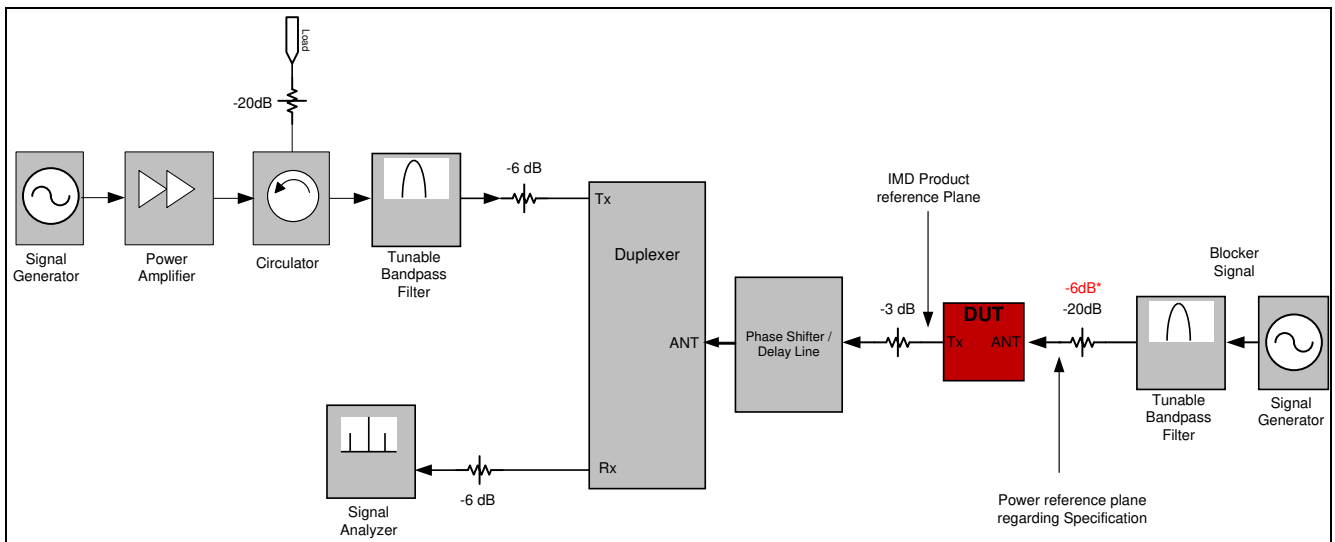 Load
-20dB
Signal
Generator
Power
Amplifier
Circulator
Tunable
Bandpass
Filter
-6 dB
Tx
Duplexer
ANT
Rx
-6 dB
Signal
Analyzer
Phase Shifter /
Delay Line
-3 dB
IMD Product
reference Plane
DUT
Tx
ANT
-6dB*
-20dB
Power reference plane
regarding Specification
Blocker
Signal
Tunable
Bandpass
Filter
Signal
Generator